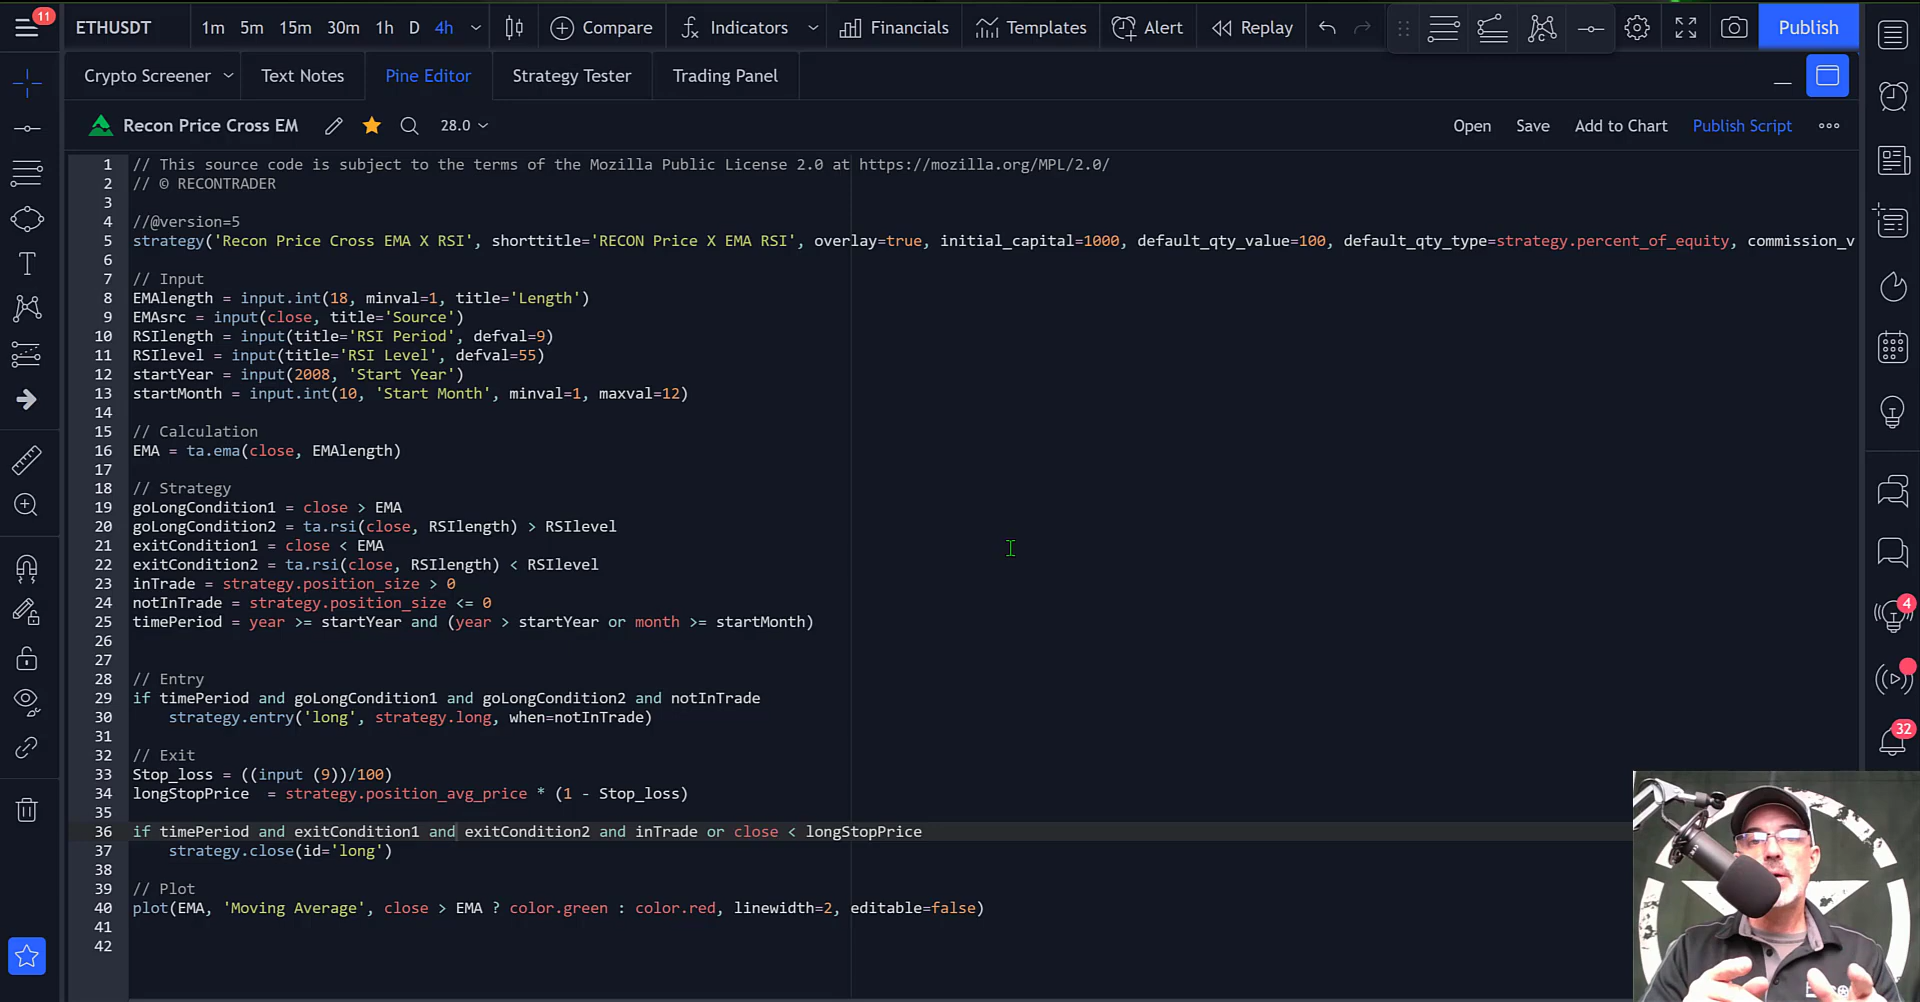 11
ETHUSDT 1m 5m 15m 30m 1h D 4h Compare Indicators Financials Templates Alert Replay Publish
Crypto Screener Text Notes Pine Editor Strategy Tester Trading Panel
Recon Price Cross EM 28.0 Open Save Add to Chart Publish Script
1 // This source code is subject to the terms of the Mozilla Public License 2.0 at https://mozilla.org/MPL/2.0/
2 // © RECONTRADER
3
4 //@version=5
5 strategy('Recon Price Cross EMA X RSI', shorttitle='RECON Price X EMA RSI', overlay=true, initial_capital=1000, default_qty_value=100, default_qty_type=strategy.percent_of_equity, commission_v
6
7 // Input
8 EMAlength = input.int(18, minval=1, title='Length')
9 EMAsrc = input(close, title='Source')
10 RSIlength = input(title='RSI Period', defval=9)
11 RSIlevel = input(title='RSI Level', defval=55)
12 startYear = input(2008, 'Start Year')
13 startMonth = input.int(10, 'Start Month', minval=1, maxval=12)
14
15 // Calculation
16 EMA = ta.ema(close, EMAlength)
17
18 // Strategy
19 goLongCondition1 = close > EMA
20 goLongCondition2 = ta.rsi(close, RSIlength) > RSIlevel
21 exitCondition1 = close < EMA
22 exitCondition2 = ta.rsi(close, RSIlength) < RSIlevel
23 inTrade = strategy.position_size > 0
24 notInTrade = strategy.position_size <= 0
25 timePeriod = year >= startYear and (year > startYear or month >= startMonth)
26
27
28 // Entry
29 if timePeriod and goLongCondition1 and goLongCondition2 and notInTrade
30     strategy.entry('long', strategy.long, when=notInTrade)
31
32 // Exit
33 Stop_loss = ((input (9))/100)
34 longStopPrice  = strategy.position_avg_price * (1 - Stop_loss)
35
36 if timePeriod and exitCondition1 and exitCondition2 and inTrade or close < longStopPrice
37     strategy.close(id='long')
38
39 // Plot
40 plot(EMA, 'Moving Average', close > EMA ? color.green : color.red, linewidth=2, editable=false)
41
42
4
32